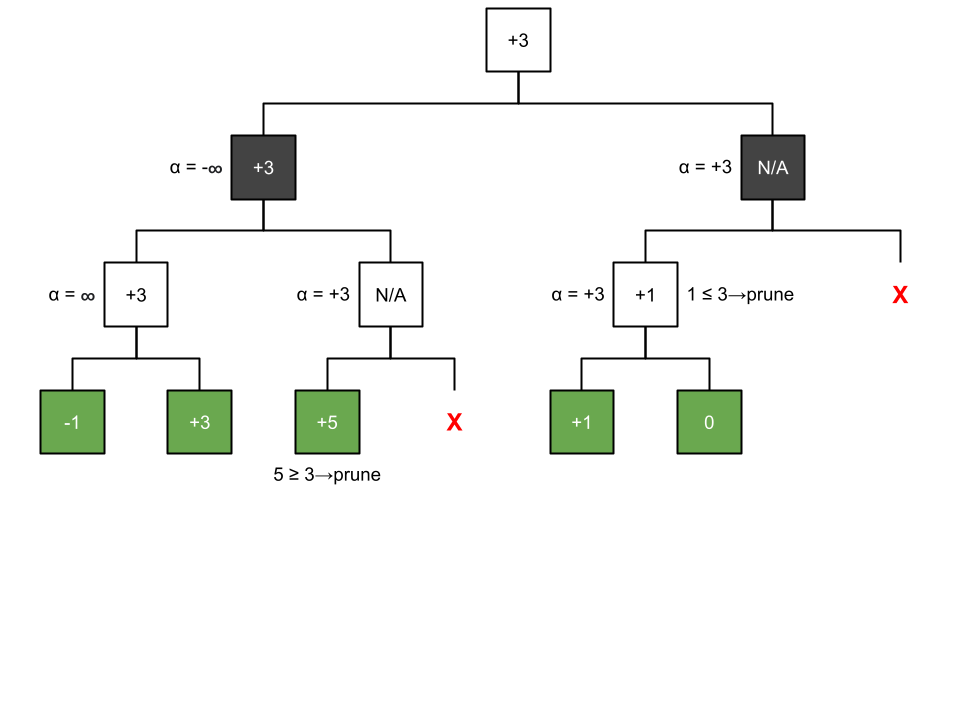 +3
α = -∞
+3
α = +3
N/A
α = ∞
+3
α = +3
N/A
α = +3
+1
1 ≤ 3→prune
X
-1
+3
+5
X
+1
0
5 ≥ 3→prune